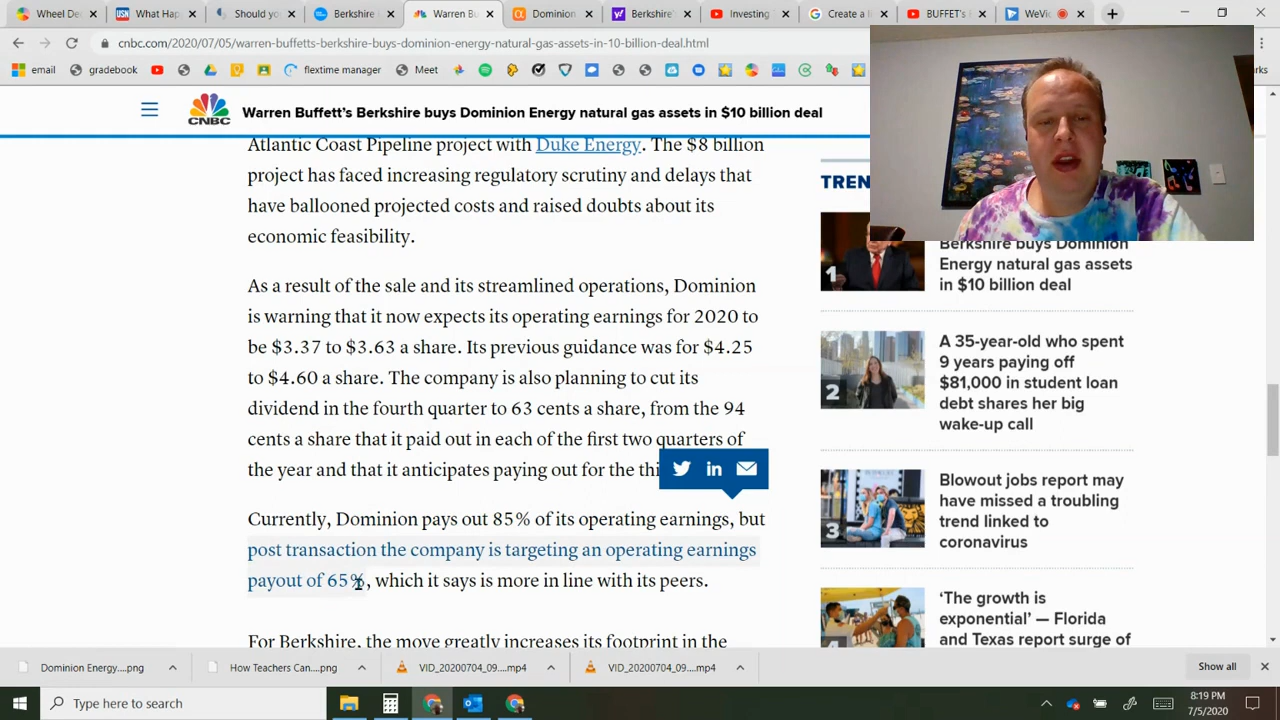 Wheel Dec
Should you
Berkshire
Warren Bu
Dominion
Berkshire'
Investing
Create a l
BUFFET'
WeVi
cnbc.com/2020/07/05/warren-buffetts-berkshire-buys-dominion-energy-natural-gas-assets-in-10-billion-deal.html
email
gradebook
flextime manager
Meet
CNBC
Warren Buffett's Berkshire buys Dominion Energy natural gas assets in $10 billion deal
Atlantic Coast Pipeline project with Duke Energy. The $8 billion
project has faced increasing regulatory scrutiny and delays that
have ballooned projected costs and raised doubts about its
economic feasibility.
As a result of the sale and its streamlined operations, Dominion
is warning that it now expects its operating earnings for 2020 to
be $3.37 to $3.63 a share. Its previous guidance was for $4.25
to $4.60 a share. The company is also planning to cut its
dividend in the fourth quarter to 63 cents a share, from the 94
cents a share that it paid out in each of the first two quarters of
the year and that it anticipates paying out for the thi
Currently, Dominion pays out 85% of its operating earnings, but
post transaction the company is targeting an operating earnings
payout of 65%, which it says is more in line with its peers.
For Berkshire, the move greatly increases its footprint in the
TREN
1
Berkshire buys Dominion
Energy natural gas assets
in $10 billion deal
2
A 35-year-old who spent
9 years paying off
$81,000 in student loan
debt shares her big
wake-up call
3
Blowout jobs report may
have missed a troubling
trend linked to
coronavirus
4
‘The growth is
exponential’ — Florida
and Texas report surge of
Dominion Energy....png
How Teachers Can....png
VID_20200704_09....mp4
VID_20200704_09....mp4
Show all
Type here to search
8:19 PM
7/5/2020